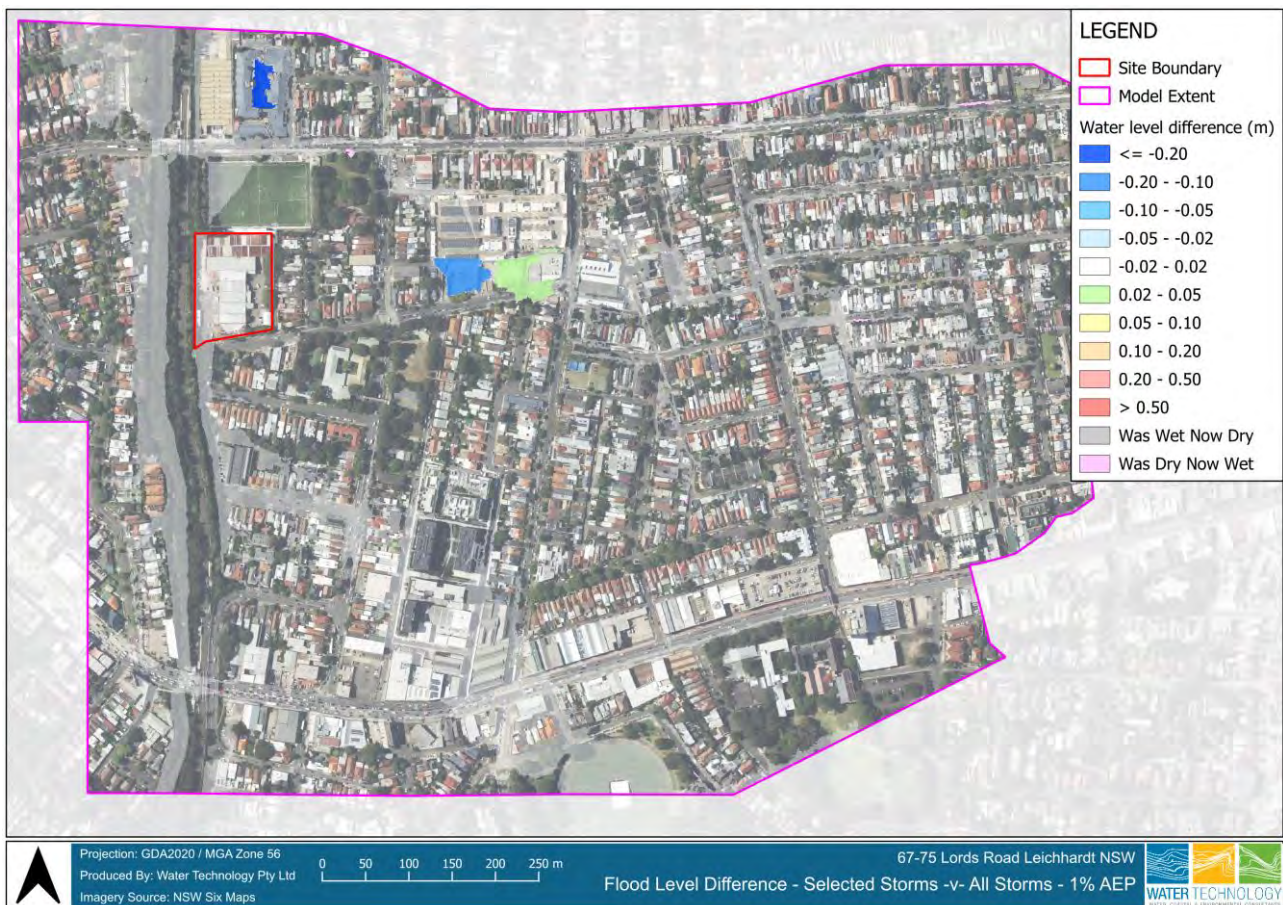 LEGEND
Site Boundary
Model Extent
Water level difference (m)
<= -0.20
-0.20 - -0.10
-0.10 - -0.05
-0.05 - -0.02
-0.02 - 0.02
0.02 - 0.05
0.05 - 0.10
0.10 - 0.20
0.20 - 0.50
> 0.50
Was Wet Now Dry
Was Dry Now Wet
Projection: GDA2020 / MGA Zone 56
Produced By: Water Technology Pty Ltd
Imagery Source: NSW Six Maps
0 50 100 150 200 250 m
67-75 Lords Road Leichhardt NSW
Flood Level Difference - Selected Storms -v- All Storms - 1% AEP
WATER TECHNOLOGY
WATER, COASTAL & ENVIRONMENTAL CONSULTANTS